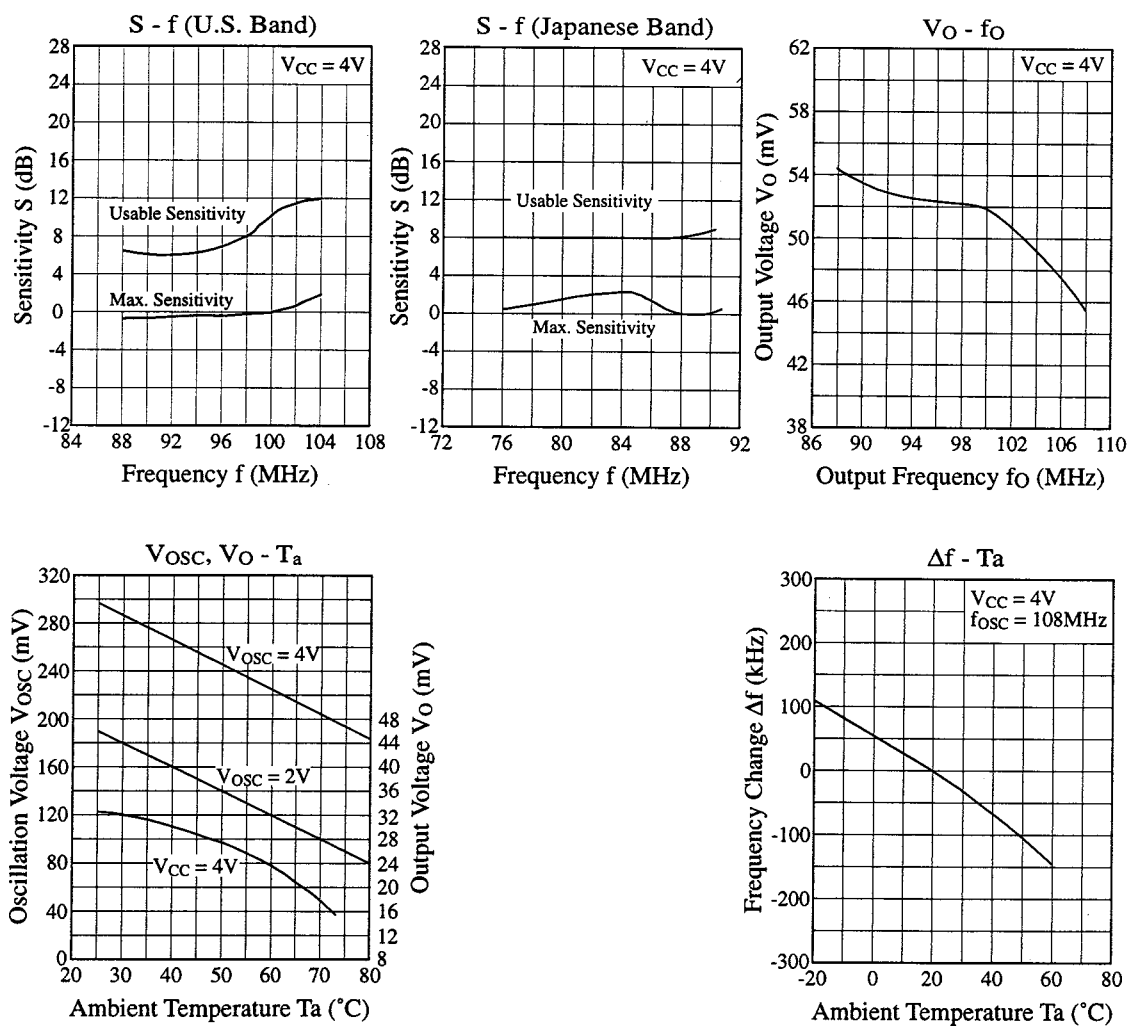 S - f (U.S. Band)
VCC = 4V
Usable Sensitivity
Max. Sensitivity
Sensitivity S (dB)
28
24
20
16
12
8
4
0
-4
-8
-12
84 88 92 96 100 104 108
Frequency f (MHz)
S - f (Japanese Band)
VCC = 4V
Usable Sensitivity
Max. Sensitivity
Sensitivity S (dB)
28
24
20
16
12
8
4
0
-4
-8
-12
72 76 80 84 88 92
Frequency f (MHz)
VO - fO
VCC = 4V
Output Voltage VO (mV)
62
58
54
50
46
42
38
86 90 94 98 102 106 110
Output Frequency fO (MHz)
VOSC, VO - Ta
VOSC = 4V
VOSC = 2V
VCC = 4V
Oscillation Voltage VOSC (mV)
320
280
240
200
160
120
80
40
0
Output Voltage VO (mV)
48
44
40
36
32
28
24
20
16
12
8
20 30 40 50 60 70 80
Ambient Temperature Ta (˚C)
Δf - Ta
VCC = 4V
fOSC = 108MHz
Frequency Change Δf (kHz)
300
200
100
0
-100
-200
-300
-20 0 20 40 60 80
Ambient Temperature Ta (˚C)